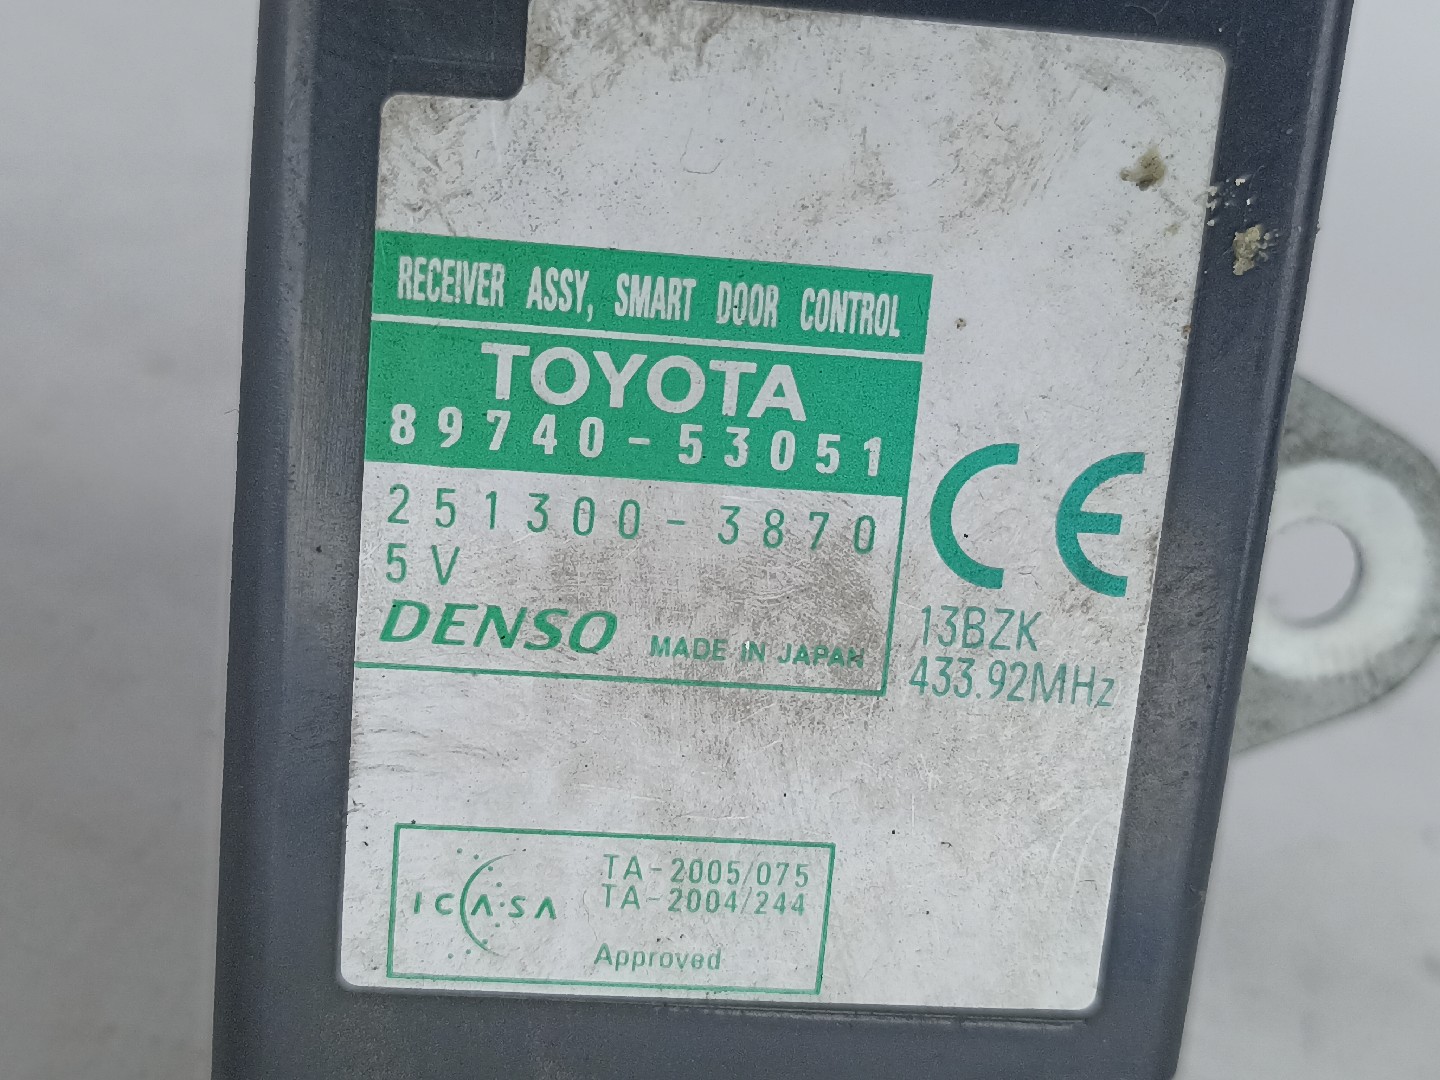 RECEIVER ASSY, SMART DOOR CONTROL
TOYOTA
89740-53051
251300-3870
5V
DENSO MADE IN JAPAN
CE
13BZK
433.92MHz
ICASA
TA-2005/075
TA-2004/244
Approved